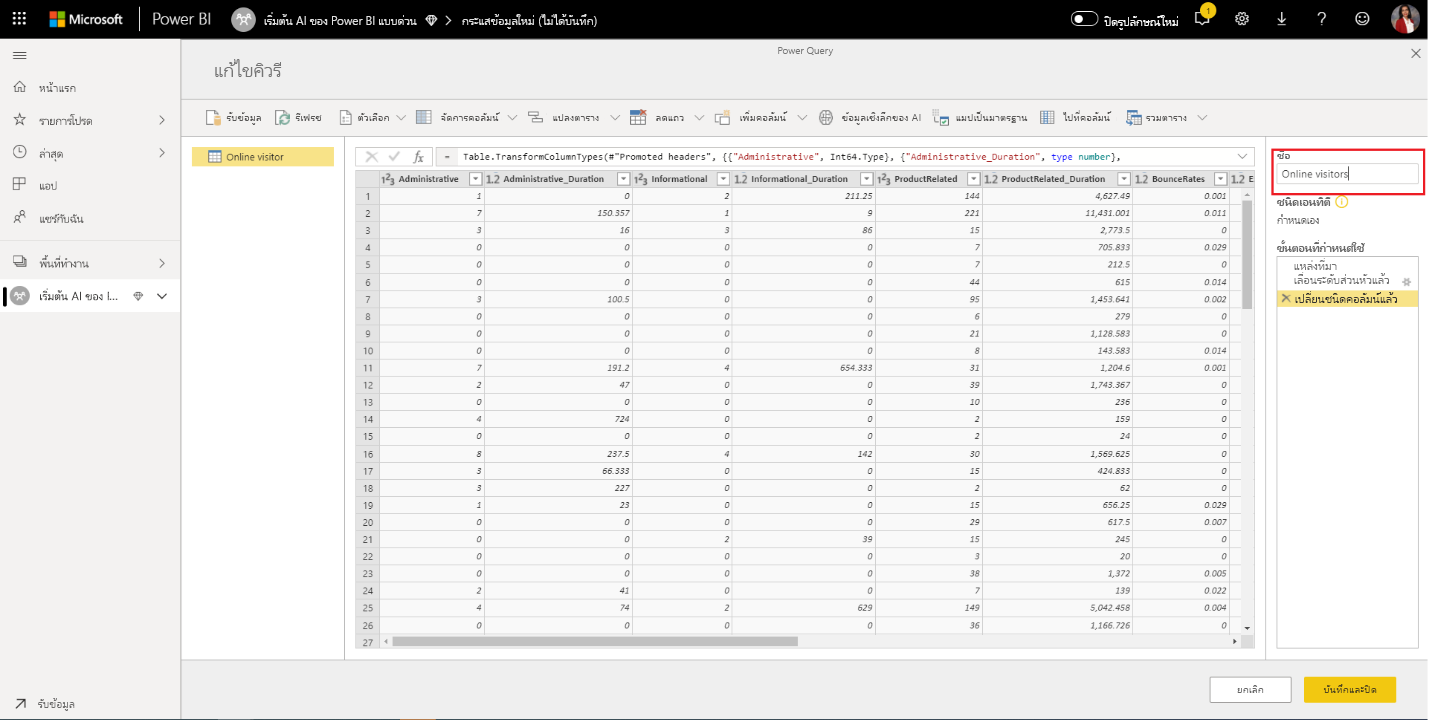 Microsoft Power BI เริ่มต้น AI ของ Power BI แบบด่วน กระแสข้อมูลใหม่ (ไม่ได้บันทึก) ปิดรูปลักษณ์ใหม่ 1 ?
Power Query
แก้ไขคิวรี
หน้าแรก
รายการโปรด
ล่าสุด
แอป
แชร์กับฉัน
พื้นที่ทำงาน
เริ่มต้น AI ของ I...
รับข้อมูล
รับข้อมูล รีเฟรช ตัวเลือก จัดการคอลัมน์ แปลงตาราง ลดแถว เพิ่มคอลัมน์ ข้อมูลเชิงลึกของ AI แมปเป็นมาตรฐาน ไปที่คอลัมน์ รวมตาราง
Online visitor
fx = Table.TransformColumnTypes(#"Promoted headers", {{"Administrative", Int64.Type}, {"Administrative_Duration", type number},
1²3 Administrative 1.2 Administrative_Duration 1²3 Informational 1.2 Informational_Duration 1²3 ProductRelated 1.2 ProductRelated_Duration 1.2 BounceRates 1.2 E
1 1 0 2 211.25 144 4,627.49 0.001
2 7 150.357 1 9 221 11,431.001 0.011
3 3 16 3 86 15 2,773.5 0
4 0 0 0 0 7 705.833 0.029
5 0 0 0 0 7 212.5 0
6 0 0 0 0 44 615 0.014
7 3 100.5 0 0 95 1,453.641 0.002
8 0 0 0 0 6 279 0
9 0 0 0 0 21 1,128.583 0
10 0 0 0 0 8 143.583 0.014
11 7 191.2 4 654.333 31 1,204.6 0.001
12 2 47 0 0 39 1,743.367 0
13 0 0 0 0 10 236 0
14 4 724 0 0 2 159 0
15 0 0 0 0 2 24 0
16 8 237.5 4 142 30 1,569.625 0
17 3 66.333 0 0 15 424.833 0
18 3 227 0 0 2 62 0
19 1 23 0 0 15 656.25 0.029
20 0 0 0 0 29 617.5 0.007
21 0 0 2 39 15 245 0
22 0 0 0 0 3 20 0
23 0 0 0 0 38 1,372 0.005
24 2 41 0 0 7 139 0.022
25 4 74 2 629 149 5,042.458 0.004
26 0 0 0 0 36 1,166.726 0
27
ชื่อ
Online visitors
ชนิดเอนทิตี
กำหนดเอง
ขั้นตอนที่กำหนดใช้
แหล่งที่มา
เลื่อนระดับส่วนหัวแล้ว
เปลี่ยนชนิดคอลัมน์แล้ว
ยกเลิก บันทึกและปิด